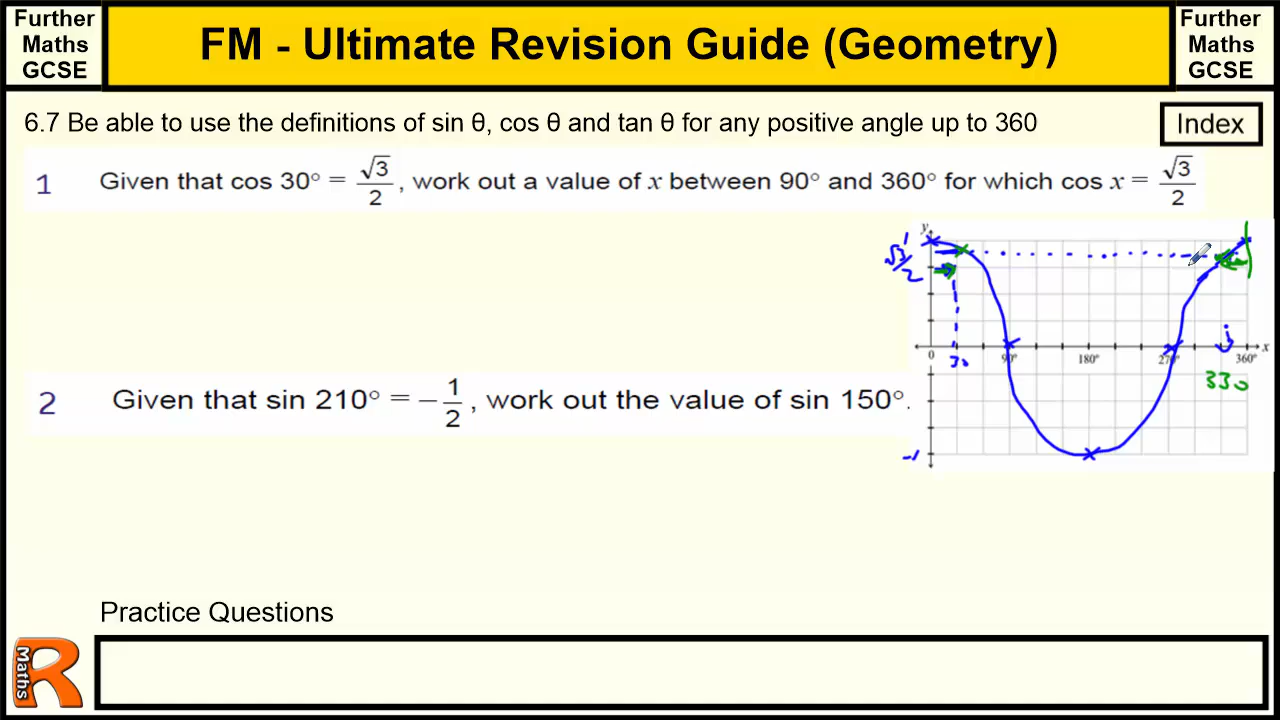 Further
Maths
GCSE
FM - Ultimate Revision Guide (Geometry)
Further
Maths
GCSE
6.7 Be able to use the definitions of sin θ, cos θ and tan θ for any positive angle up to 360
Index
1 Given that cos 30° = √3/2, work out a value of x between 90° and 360° for which cos x = √3/2
y
1
√3/2
0 30 90° 180° 270° 360° x
330
-1
2 Given that sin 210° = −1/2, work out the value of sin 150°.
Practice Questions
R
Maths